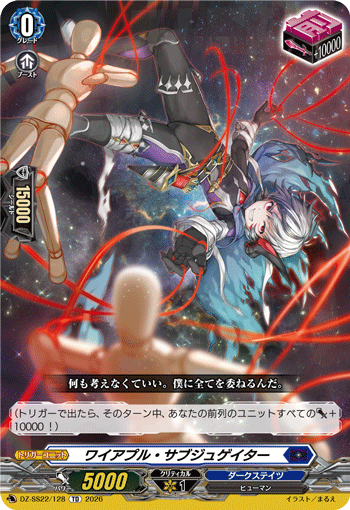 0
グレード
ブースト
前
+10000
15000
シールド
何も考えなくていい。僕に全てを委ねるんだ。
(トリガーで出たら、そのターン中、あなたの前列のユニットすべての+
10000！)
トリガーユニット
ワイアプル・サブジュゲイター
パワー 5000
クリティカル
1
ダークステイツ
ヒューマン
DZ-SS22/128 TD 2026
イラスト/まるえ